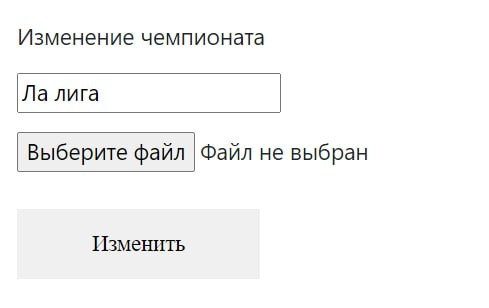 Изменение чемпионата
Ла лига
Выберите файл Файл не выбран
Изменить